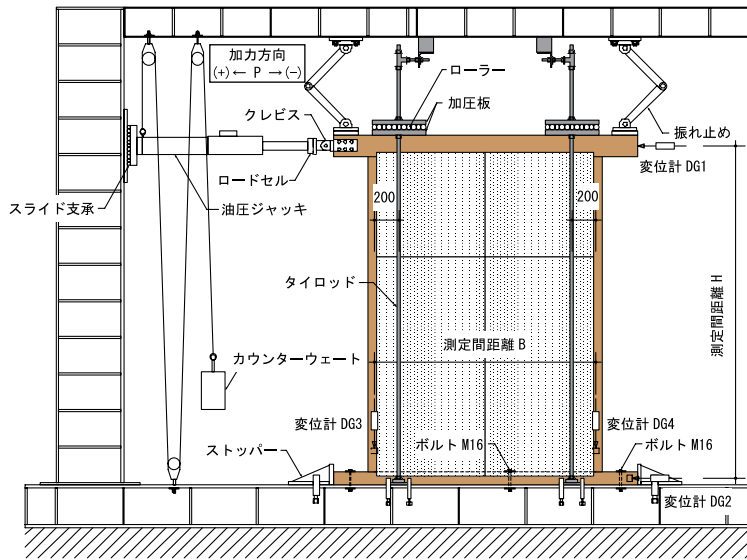 加力方向
(+)← P →(-)
ローラー
加圧板
クレビス
振れ止め
変位計 DG1
ロードセル
スライド支承
油圧ジャッキ
200
200
タイロッド
測定間距離 H
測定間距離 B
カウンターウェート
変位計 DG3
変位計 DG4
ストッパー
ボルト M16
ボルト M16
変位計 DG2